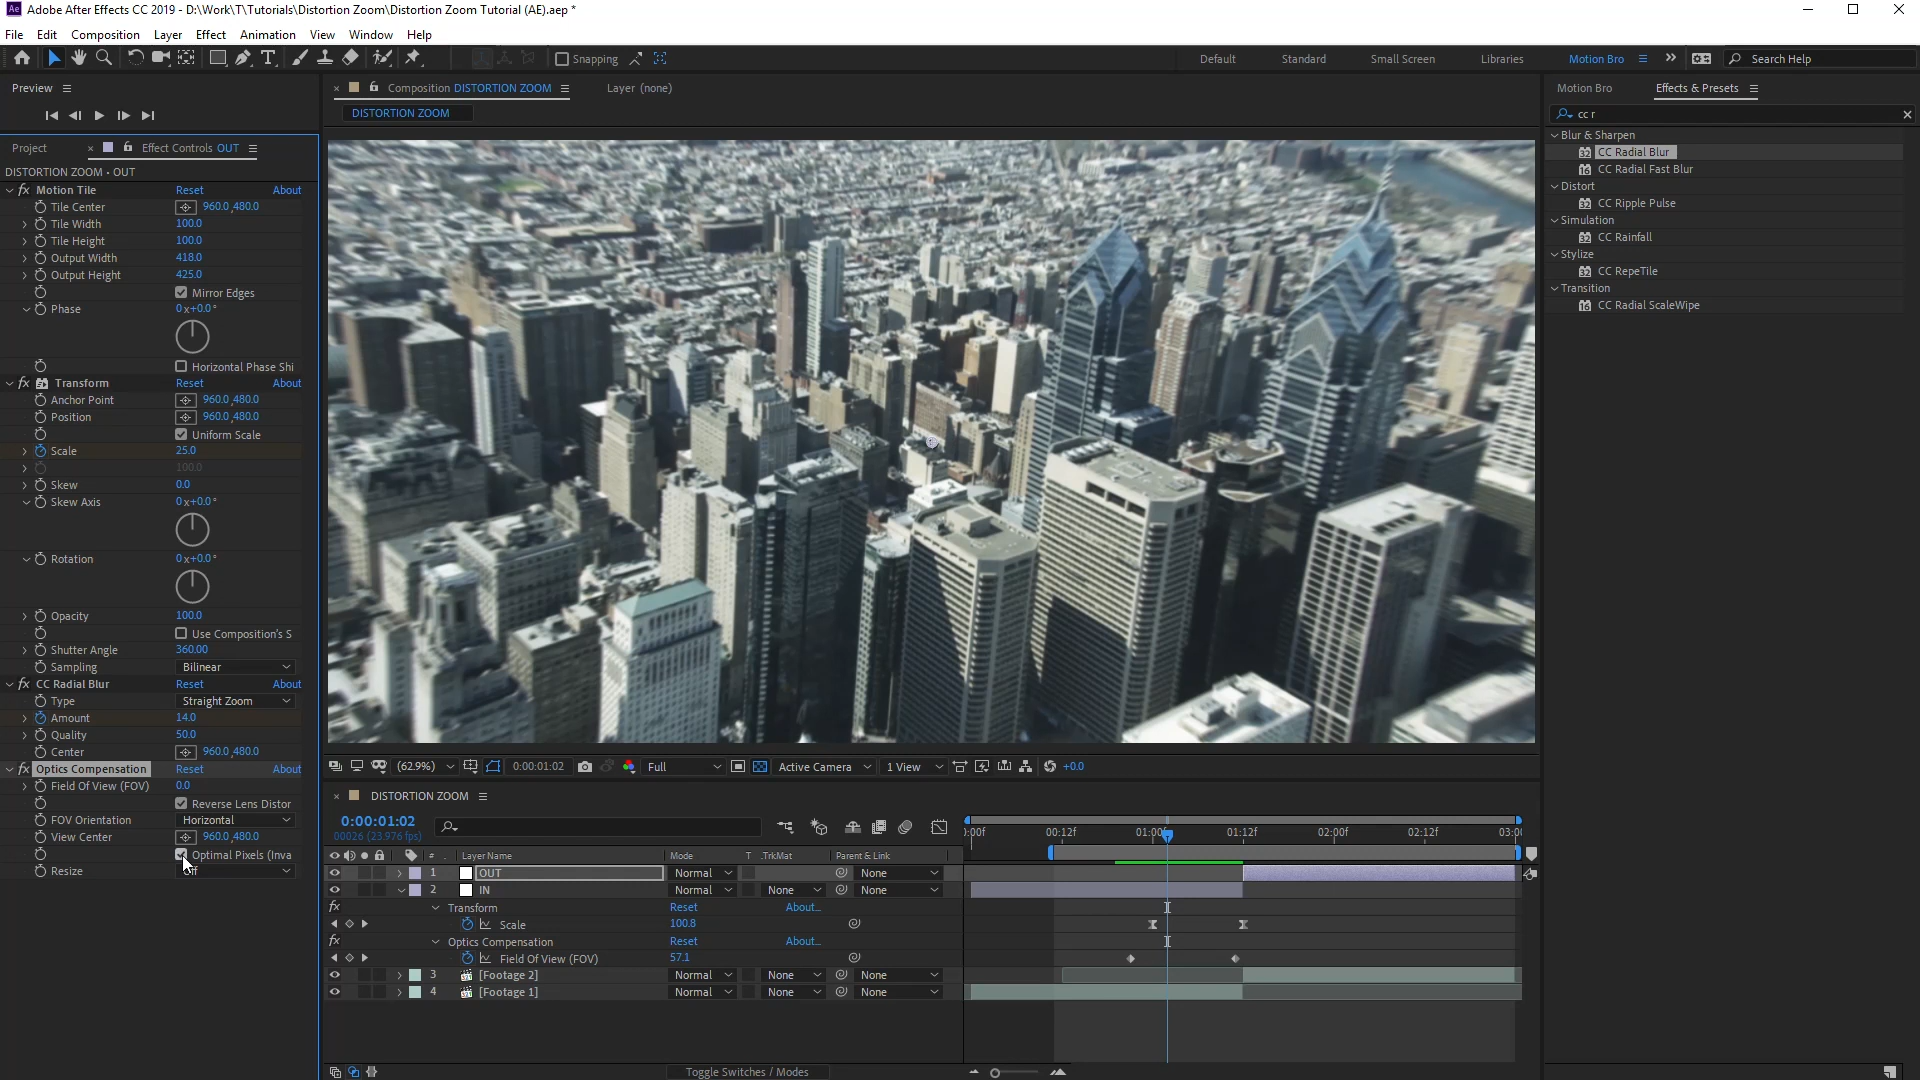 Adobe After Effects CC 2019 - D:\Work\T\Tutorials\Distortion Zoom\Distortion Zoom Tutorial (AE).aep *
File Edit Composition Layer Effect Animation View Window Help
Snapping
Default Standard Small Screen Libraries Motion Bro Search Help
Preview
Project Effect Controls OUT
DISTORTION ZOOM • OUT
fx Motion Tile Reset About
Tile Center 960.0,480.0
Tile Width 100.0
Tile Height 100.0
Output Width 418.0
Output Height 425.0
Mirror Edges
Phase 0x+0.0°
Horizontal Phase Shi
fx Transform Reset About
Anchor Point 960.0,480.0
Position 960.0,480.0
Uniform Scale
Scale 25.0
100.0
Skew 0.0
Skew Axis 0x+0.0°
Rotation 0x+0.0°
Opacity 100.0
Use Composition's S
Shutter Angle 360.00
Sampling Bilinear
fx CC Radial Blur Reset About
Type Straight Zoom
Amount 14.0
Quality 50.0
Center 960.0,480.0
fx Optics Compensation Reset About
Field Of View (FOV) 0.0
Reverse Lens Distor
FOV Orientation Horizontal
View Center 960.0,480.0
Optimal Pixels (Inva
Resize Off
Composition DISTORTION ZOOM Layer (none)
DISTORTION ZOOM
(62.9%) 0:00:01:02 Full Active Camera 1 View +0.0
Motion Bro Effects & Presets
cc r
Blur & Sharpen
32 CC Radial Blur
16 CC Radial Fast Blur
Distort
32 CC Ripple Pulse
Simulation
32 CC Rainfall
Stylize
32 CC RepeTile
Transition
16 CC Radial ScaleWipe
DISTORTION ZOOM
0:00:01:02
00026 (23.976 fps)
:00f 00:12f 01:00f 01:12f 02:00f 02:12f 03:00
# Layer Name Mode T .TrkMat Parent & Link
1 OUT Normal None
2 IN Normal None None
fx Transform Reset About...
Scale 100.8
fx Optics Compensation Reset About...
Field Of View (FOV) 57.1
3 [Footage 2] Normal None None
4 [Footage 1] Normal None None
Toggle Switches / Modes